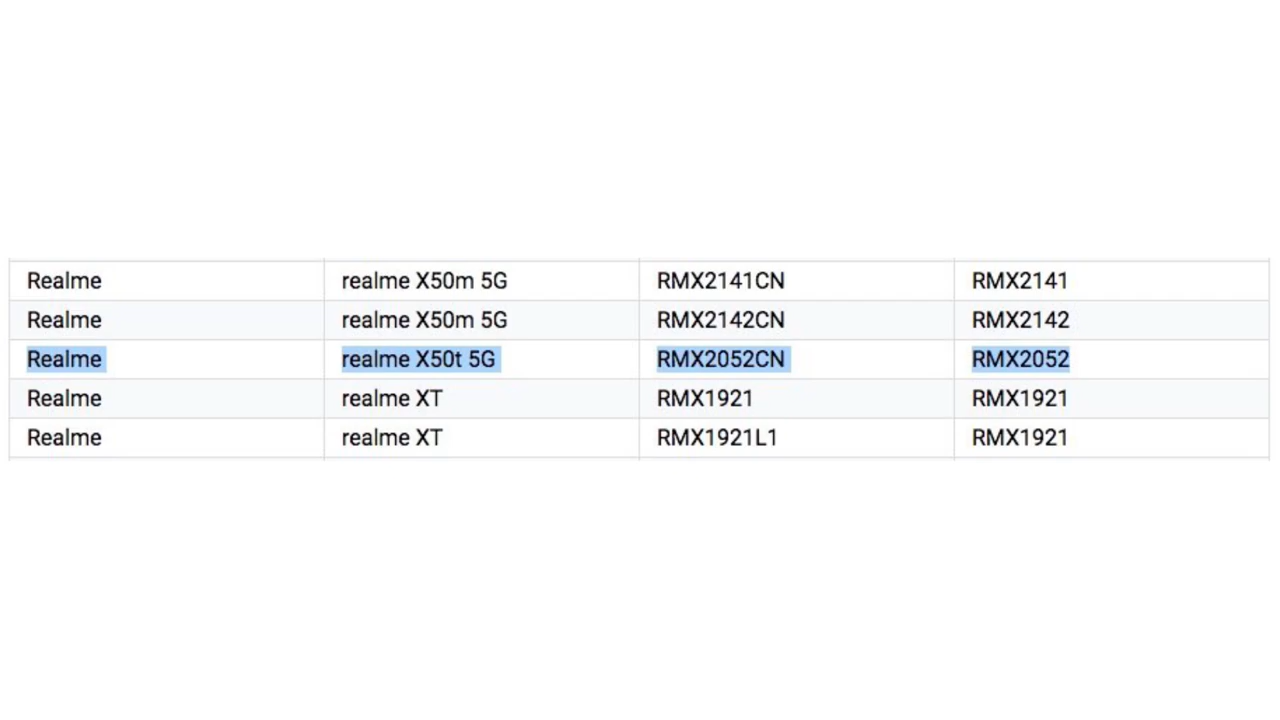 Realme realme X50m 5G RMX2141CN RMX2141
Realme realme X50m 5G RMX2142CN RMX2142
Realme realme X50t 5G RMX2052CN RMX2052
Realme realme XT RMX1921 RMX1921
Realme realme XT RMX1921L1 RMX1921